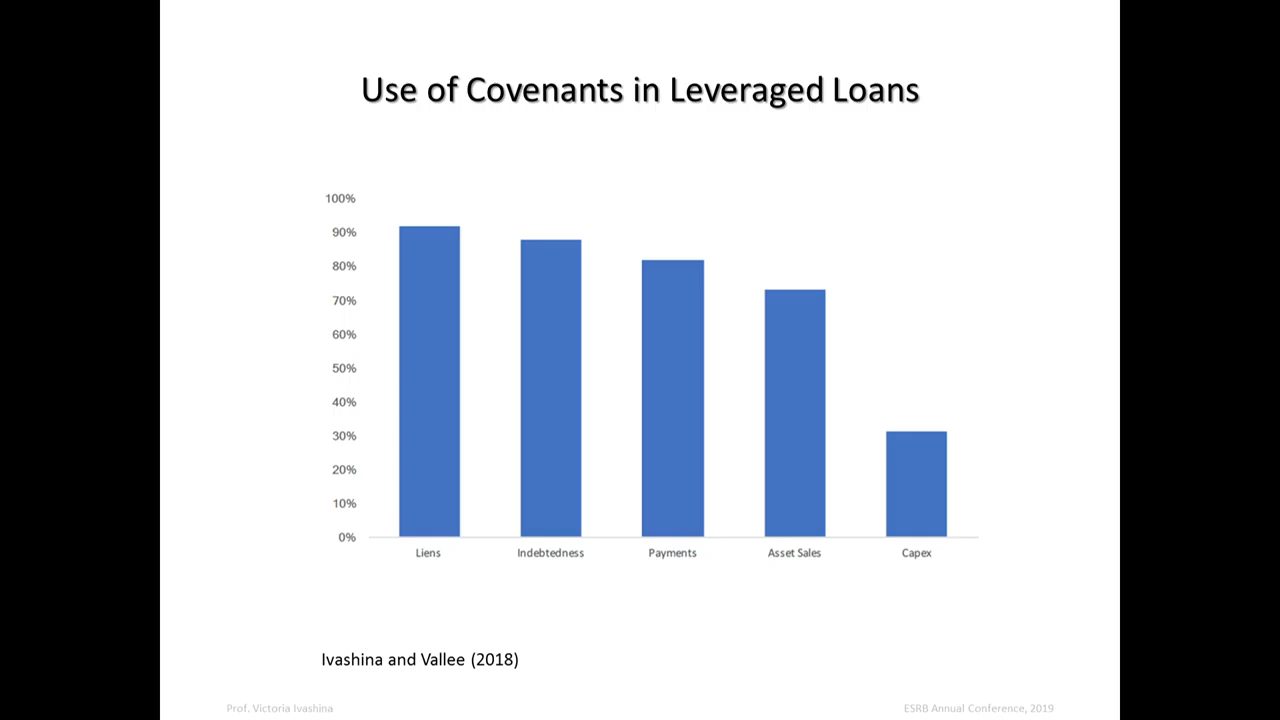 Use of Covenants in Leveraged Loans
100%
90%
80%
70%
60%
50%
40%
30%
20%
10%
0%
Liens Indebtedness Payments Asset Sales Capex
Ivashina and Vallee (2018)
Prof. Victoria Ivashina ESRB Annual Conference, 2019